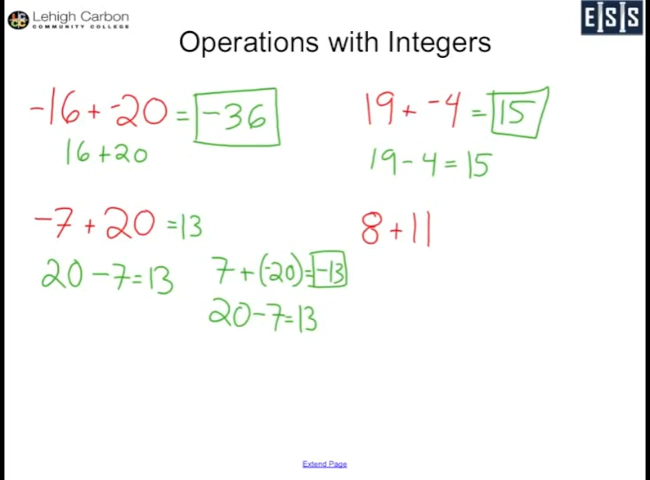 Lehigh Carbon
COMMUNITY COLLEGE
E|S|S
Operations with Integers
-16 + -20 = -36
16 + 20
19 + -4 = 15
19 - 4 = 15
-7 + 20 = 13
20 - 7 = 13
7 + (-20) = -13
20 - 7 = 13
8 + 11
Extend Page